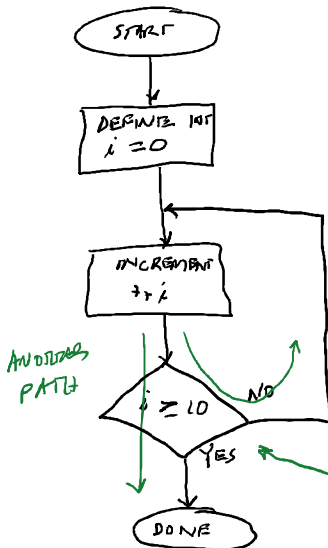 START
DEFINE INT
i = 0
INCREMENT
++ i
ANOTHER
PATH
i ≥ 10
NO
YES
DONE